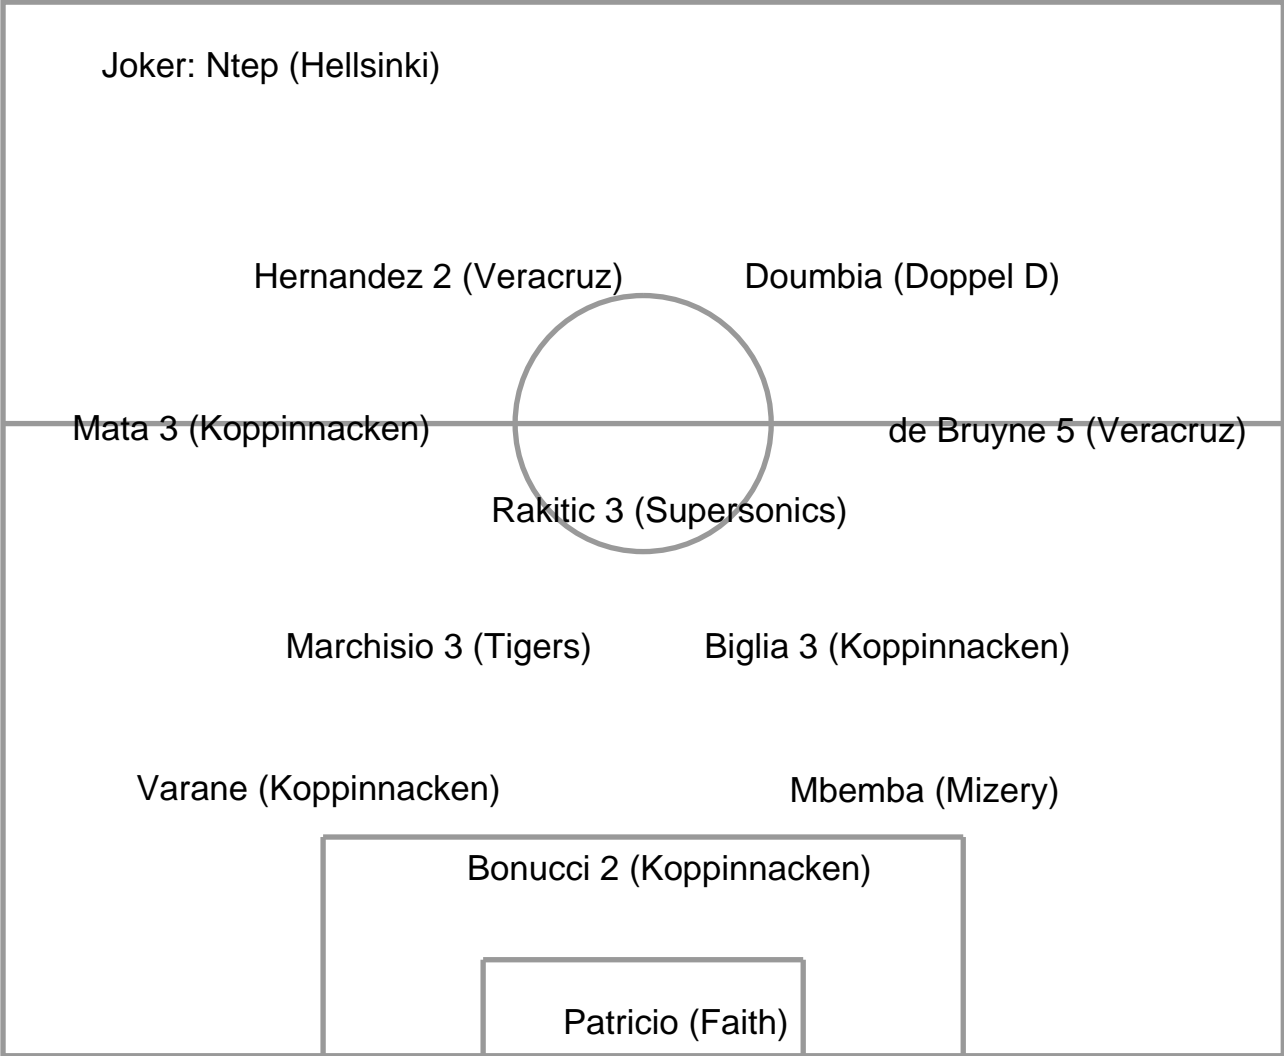 Joker: Ntep (Hellsinki)
Hernandez 2 (Veracruz)
Doumbia (Doppel D)
Mata 3 (Koppinnacken)
de Bruyne 5 (Veracruz)
Rakitic 3 (Supersonics)
Marchisio 3 (Tigers)
Biglia 3 (Koppinnacken)
Varane (Koppinnacken)
Mbemba (Mizery)
Bonucci 2 (Koppinnacken)
Patricio (Faith)